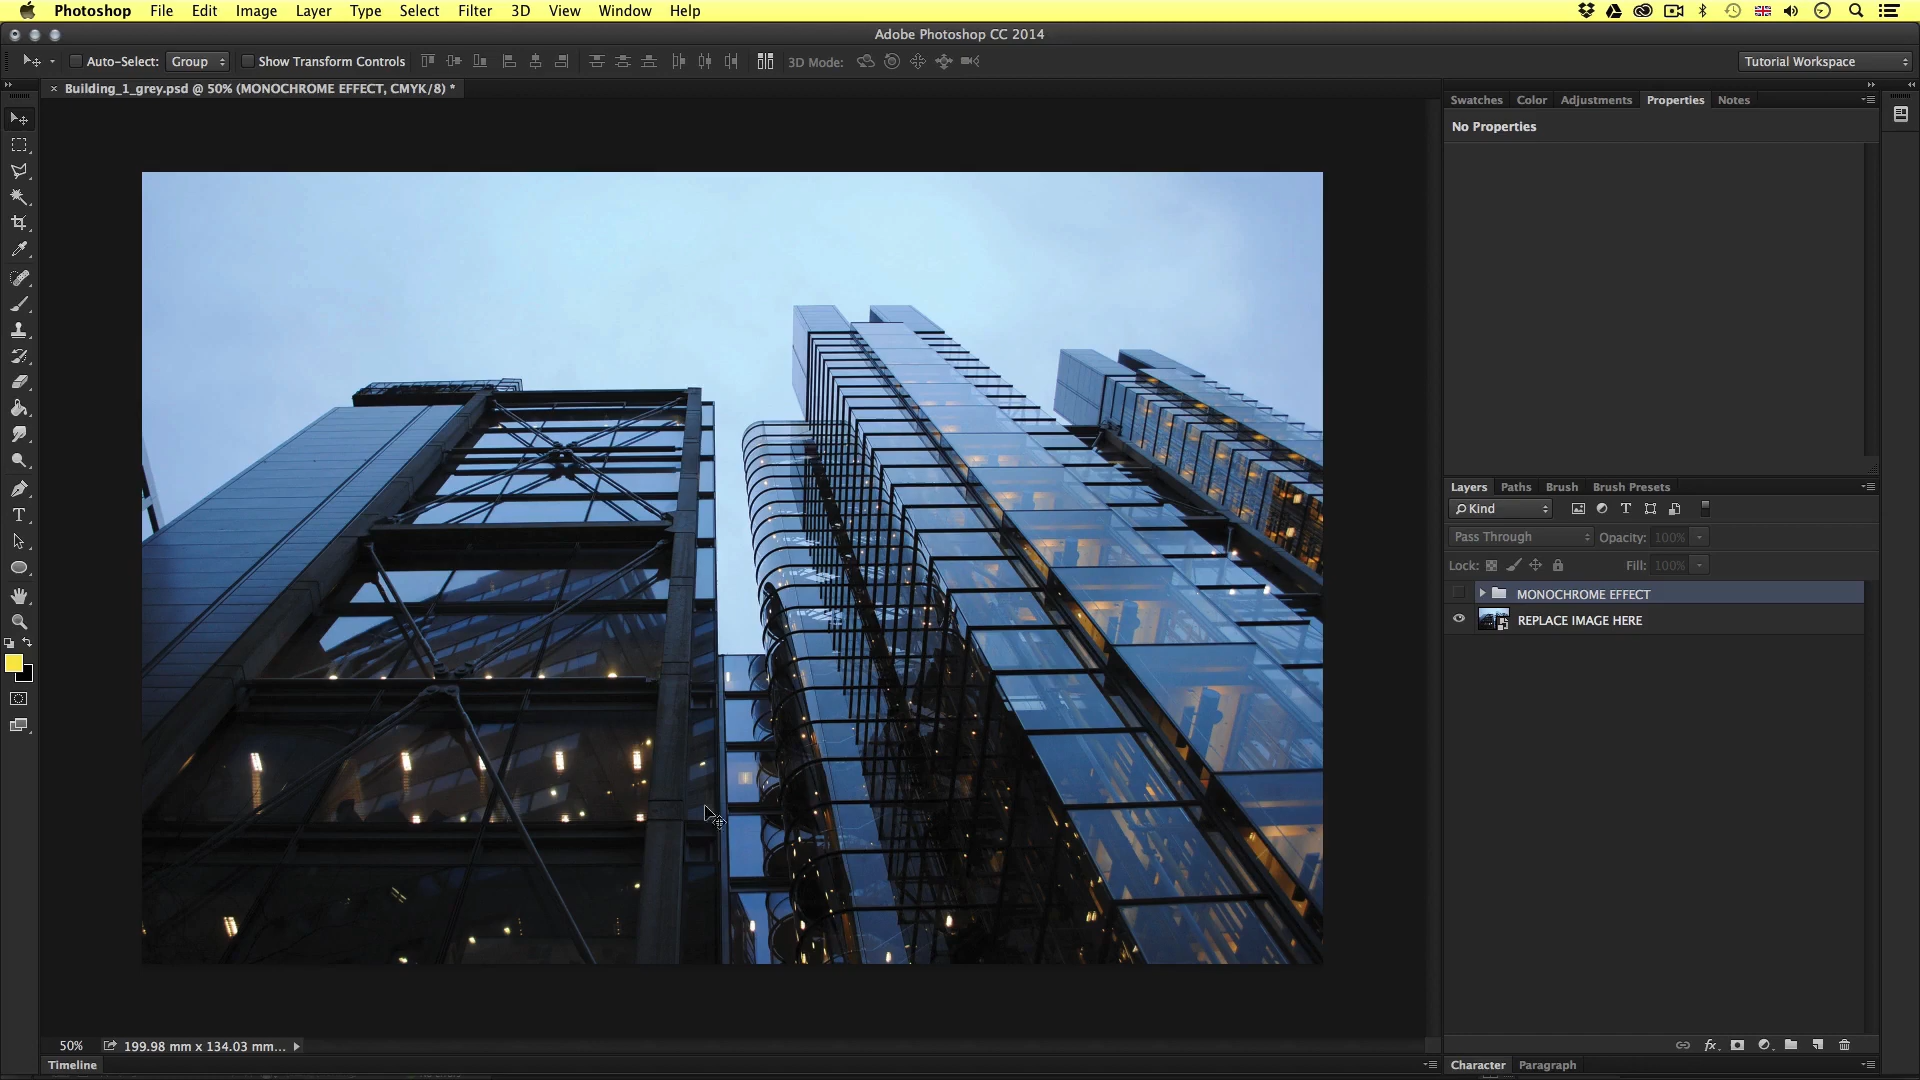 Photoshop File Edit Image Layer Type Select Filter 3D View Window Help
Adobe Photoshop CC 2014
Auto-Select: Group Show Transform Controls 3D Mode: Tutorial Workspace
× Building_1_grey.psd @ 50% (MONOCHROME EFFECT, CMYK/8) *
Swatches Color Adjustments Properties Notes
No Properties
Layers Paths Brush Brush Presets
Kind
Pass Through Opacity: 100%
Lock: Fill: 100%
MONOCHROME EFFECT
REPLACE IMAGE HERE
50% 199.98 mm x 134.03 mm...
Timeline
Character Paragraph